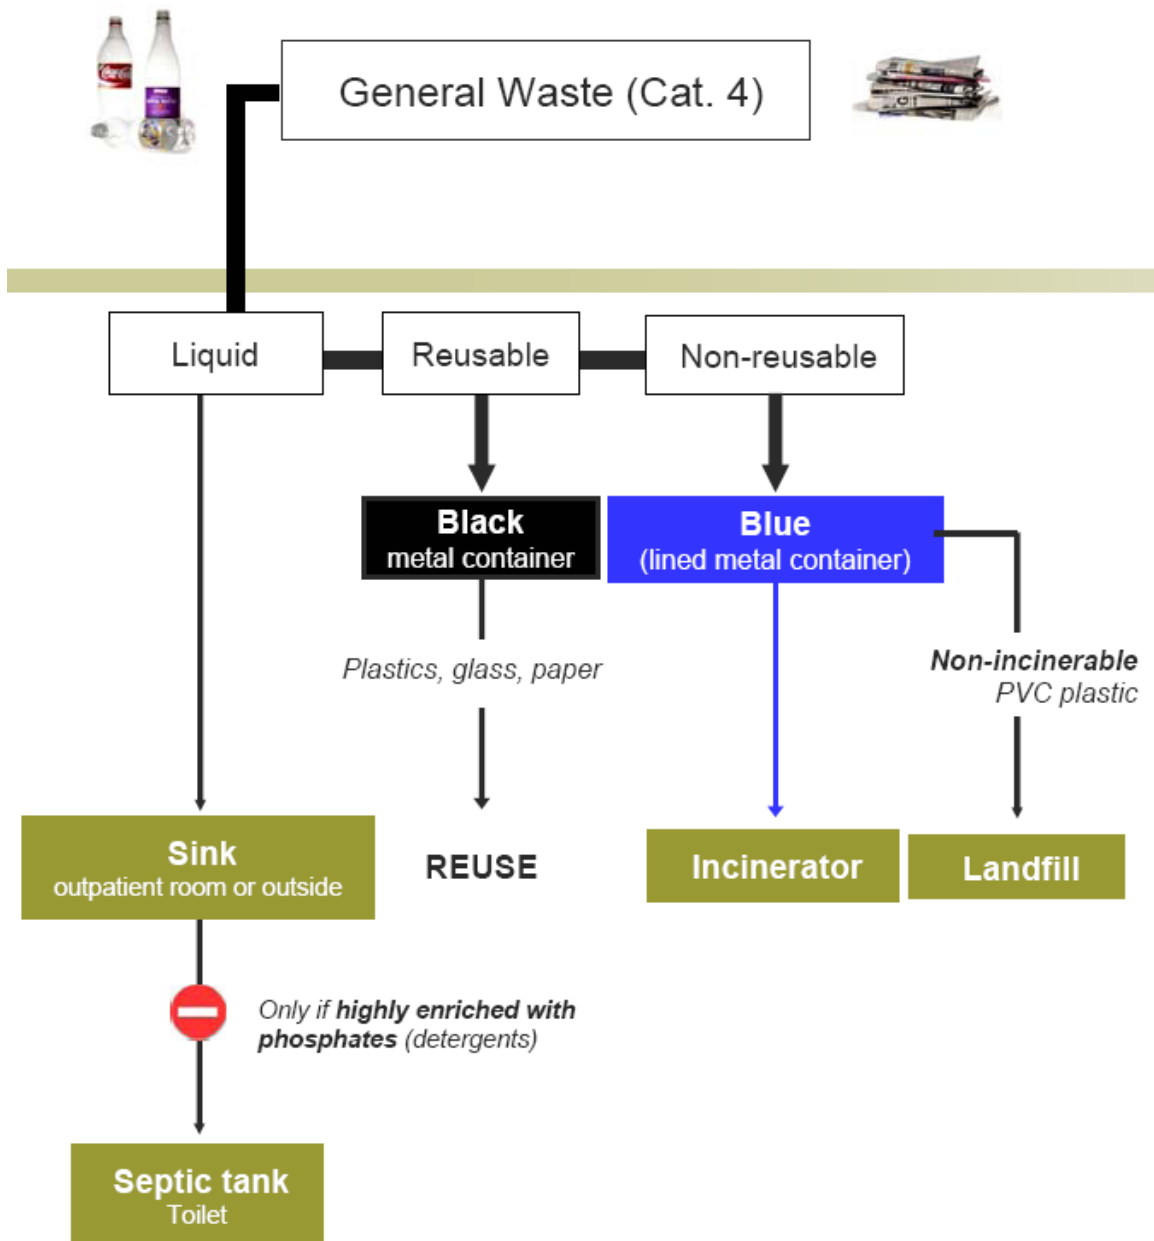 General Waste (Cat. 4)
Coca-Cola
Liquid
Reusable
Non-reusable
Black
metal container
Blue
(lined metal container)
Plastics, glass, paper
Non-incinerable
PVC plastic
Sink
outpatient room or outside
REUSE
Incinerator
Landfill
Only if highly enriched with
phosphates (detergents)
Septic tank
Toilet